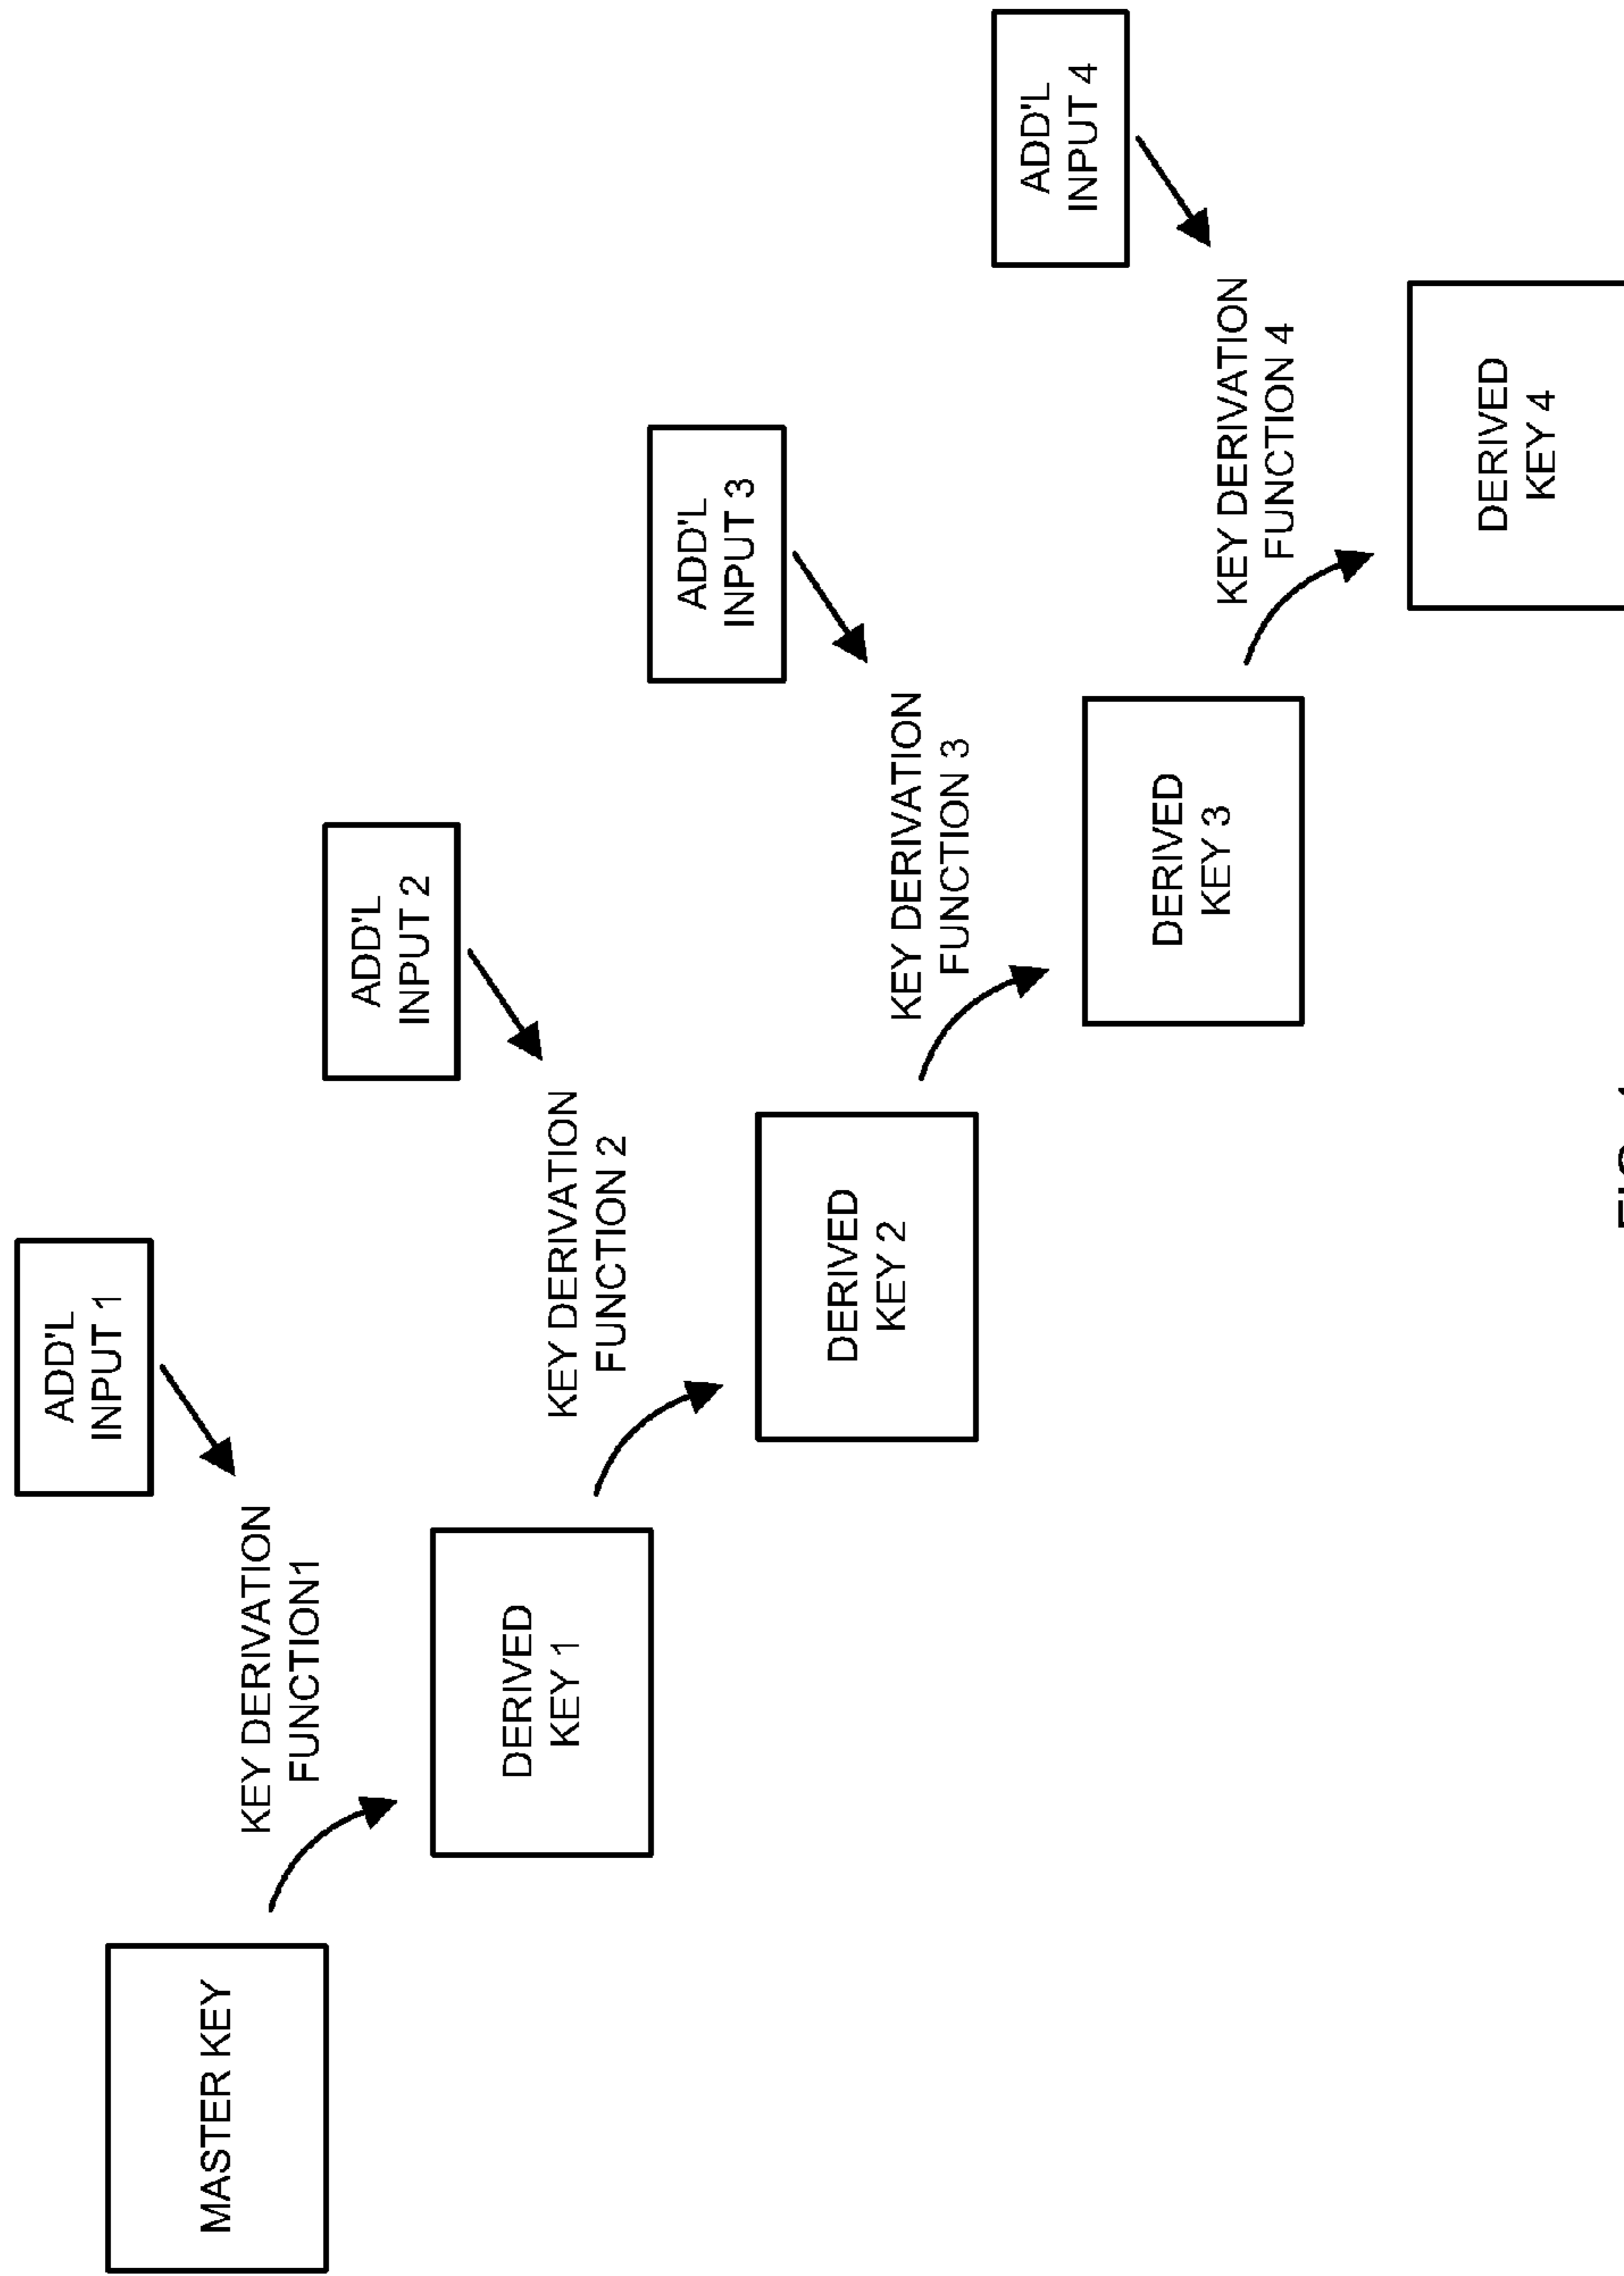 MASTER KEY
ADD'L
INPUT 1
KEY DERIVATION
FUNCTION1
DERIVED
KEY 1
ADD'L
INPUT 2
KEY DERIVATION
FUNCTION 2
DERIVED
KEY 2
ADD'L
INPUT 3
KEY DERIVATION
FUNCTION 3
DERIVED
KEY 3
ADD'L
INPUT 4
KEY DERIVATION
FUNCTION 4
DERIVED
KEY 4